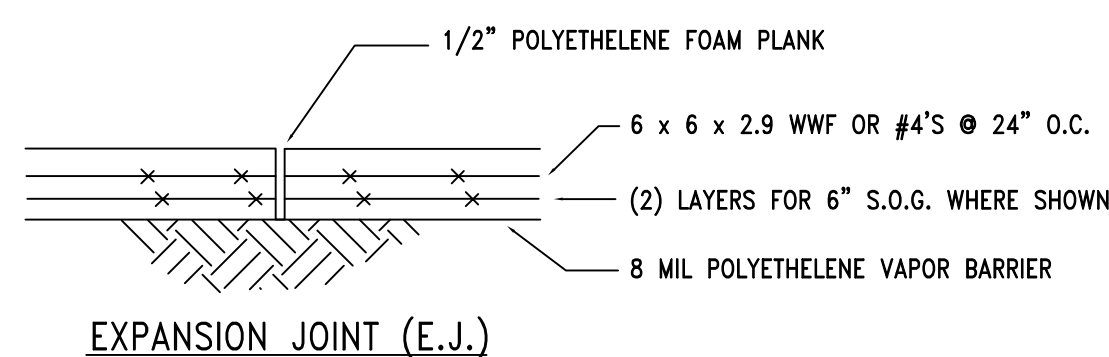 1/2" POLYETHELENE FOAM PLANK
6 x 6 x 2.9 WWF OR #4'S @ 24" O.C.
(2) LAYERS FOR 6" S.O.G. WHERE SHOWN
8 MIL POLYETHELENE VAPOR BARRIER
EXPANSION JOINT (E.J.)